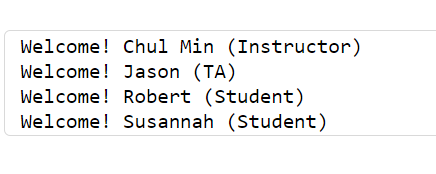 Welcome! Chul Min (Instructor)
Welcome! Jason (TA)
Welcome! Robert (Student)
Welcome! Susannah (Student)